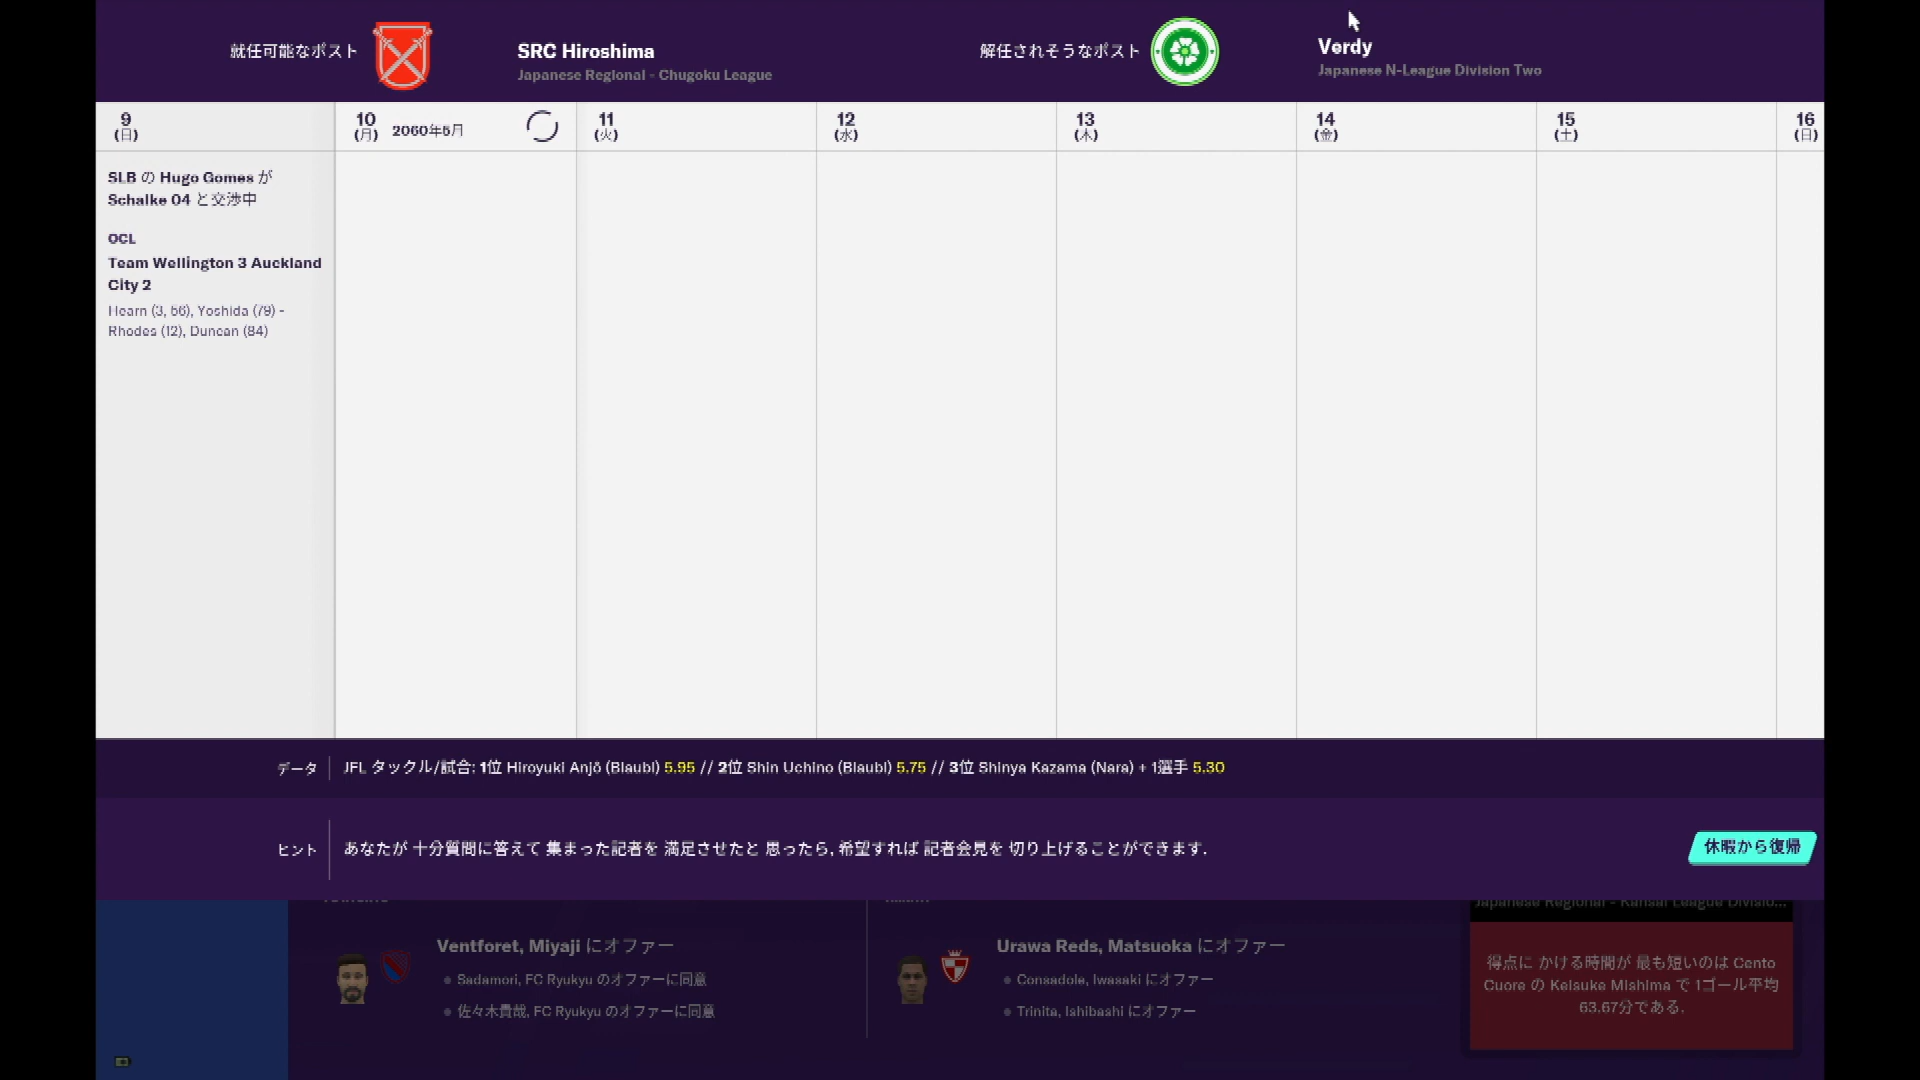 就任可能なポスト
SRC Hiroshima
Japanese Regional - Chugoku League
解任されそうなポスト
Verdy
Japanese N-League Division Two
9
(日)
10
(月)
2060年5月
11
(火)
12
(水)
13
(木)
14
(金)
15
(土)
16
(日)
SLB の Hugo Gomes が
Schalke 04 と交渉中
OCL
Team Wellington 3 Auckland
City 2
Hearn (3, 56), Yoshida (79) -
Rhodes (12), Duncan (84)
データ
JFL タックル/試合: 1位 Hiroyuki Anjō (Blaubl) 5.95 // 2位 Shin Uchino (Blaubl) 5.75 // 3位 Shinya Kazama (Nara) + 1選手 5.30
ヒント
あなたが 十分質問に答えて 集まった記者を 満足させたと 思ったら, 希望すれば 記者会見を 切り上げることができます.
休暇から復帰
Japanese Regional - Kansai League Divisio...
Ventforet, Miyaji にオファー
Sadamori, FC Ryukyu のオファーに同意
佐々木貴哉, FC Ryukyu のオファーに同意
Urawa Reds, Matsuoka にオファー
Consadole, Iwasaki にオファー
Trinita, Ishibashi にオファー
得点に かける時間が 最も短いのは Cento
Cuore の Keisuke Mishima で 1ゴール平均
63.67分である.